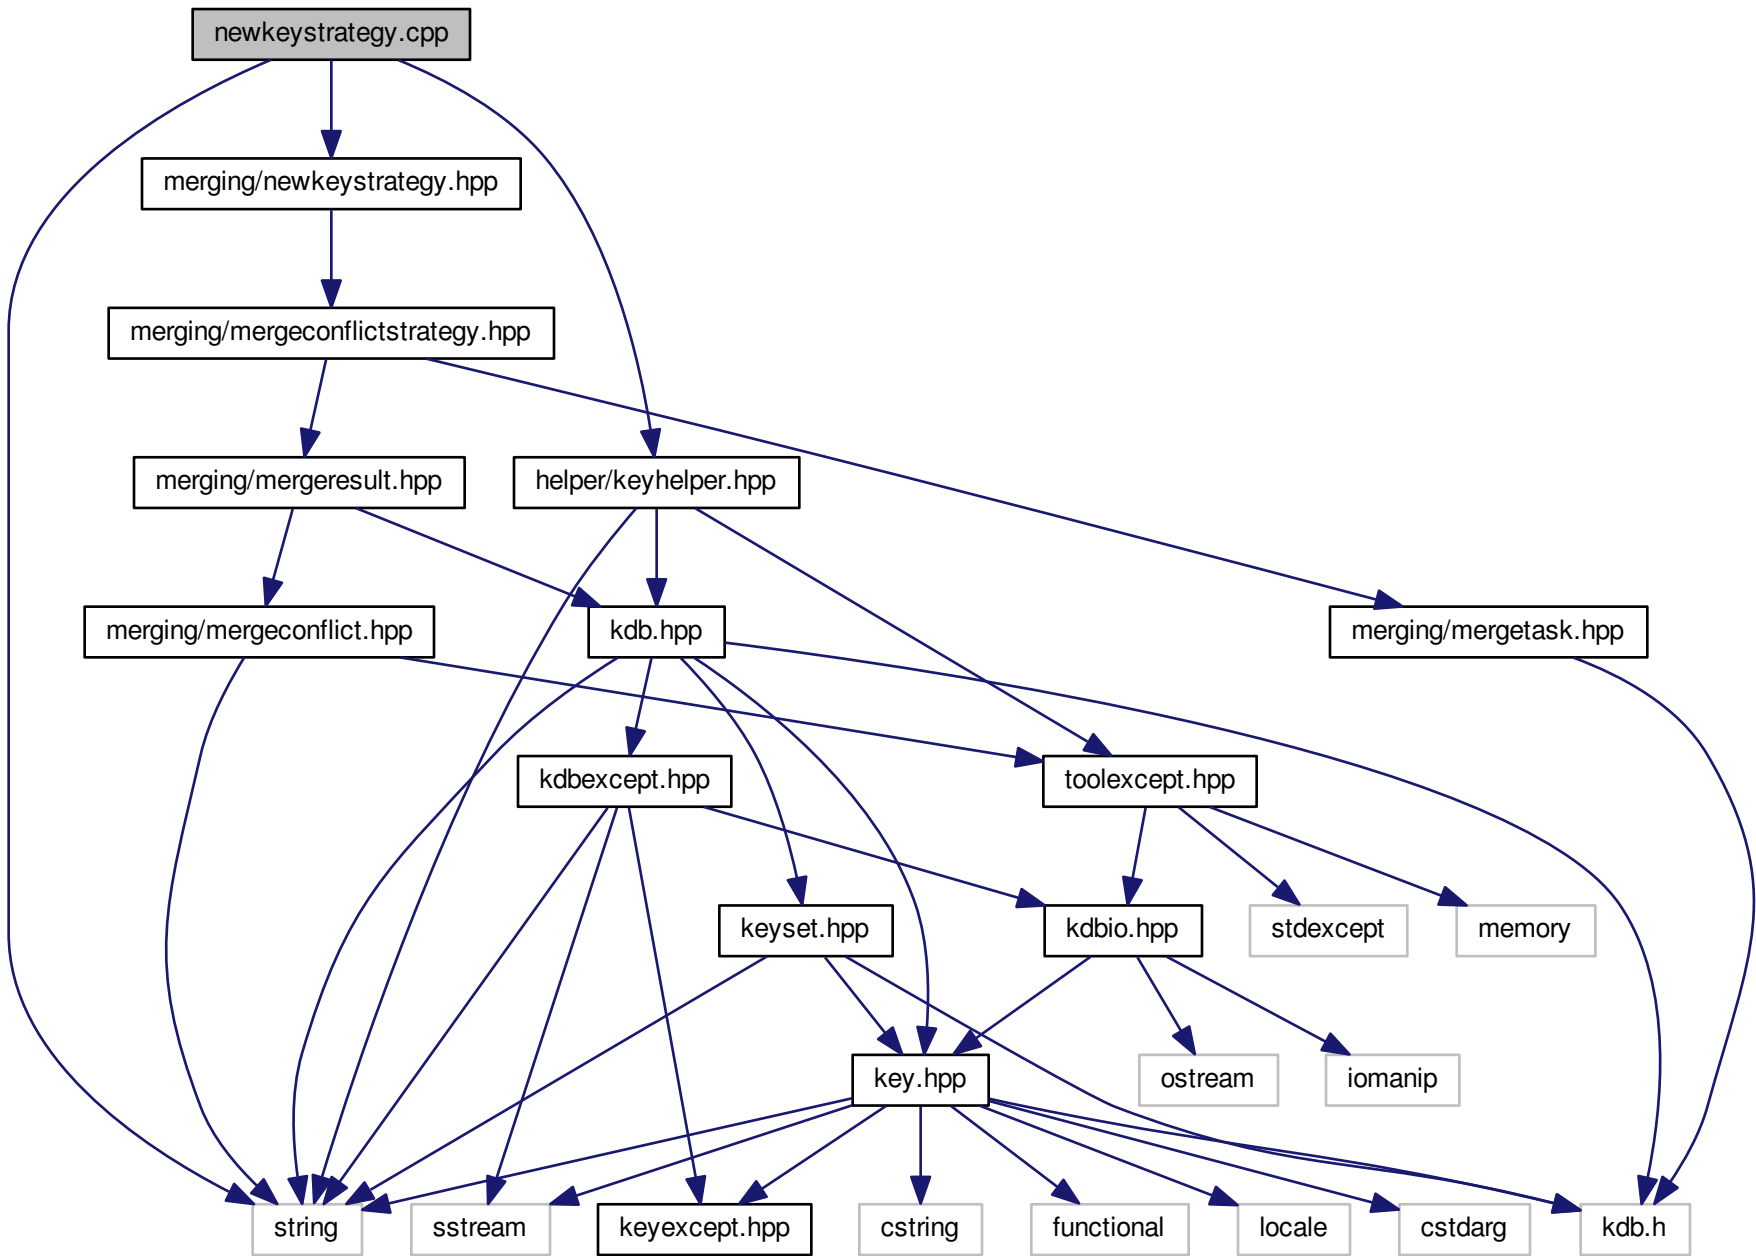 newkeystrategy.cpp
merging/newkeystrategy.hpp
merging/mergeconflictstrategy.hpp
merging/mergeresult.hpp
helper/keyhelper.hpp
merging/mergeconflict.hpp
kdb.hpp
merging/mergetask.hpp
kdbexcept.hpp
toolexcept.hpp
keyset.hpp
kdbio.hpp
stdexcept
memory
key.hpp
ostream
iomanip
string
sstream
keyexcept.hpp
cstring
functional
locale
cstdarg
kdb.h